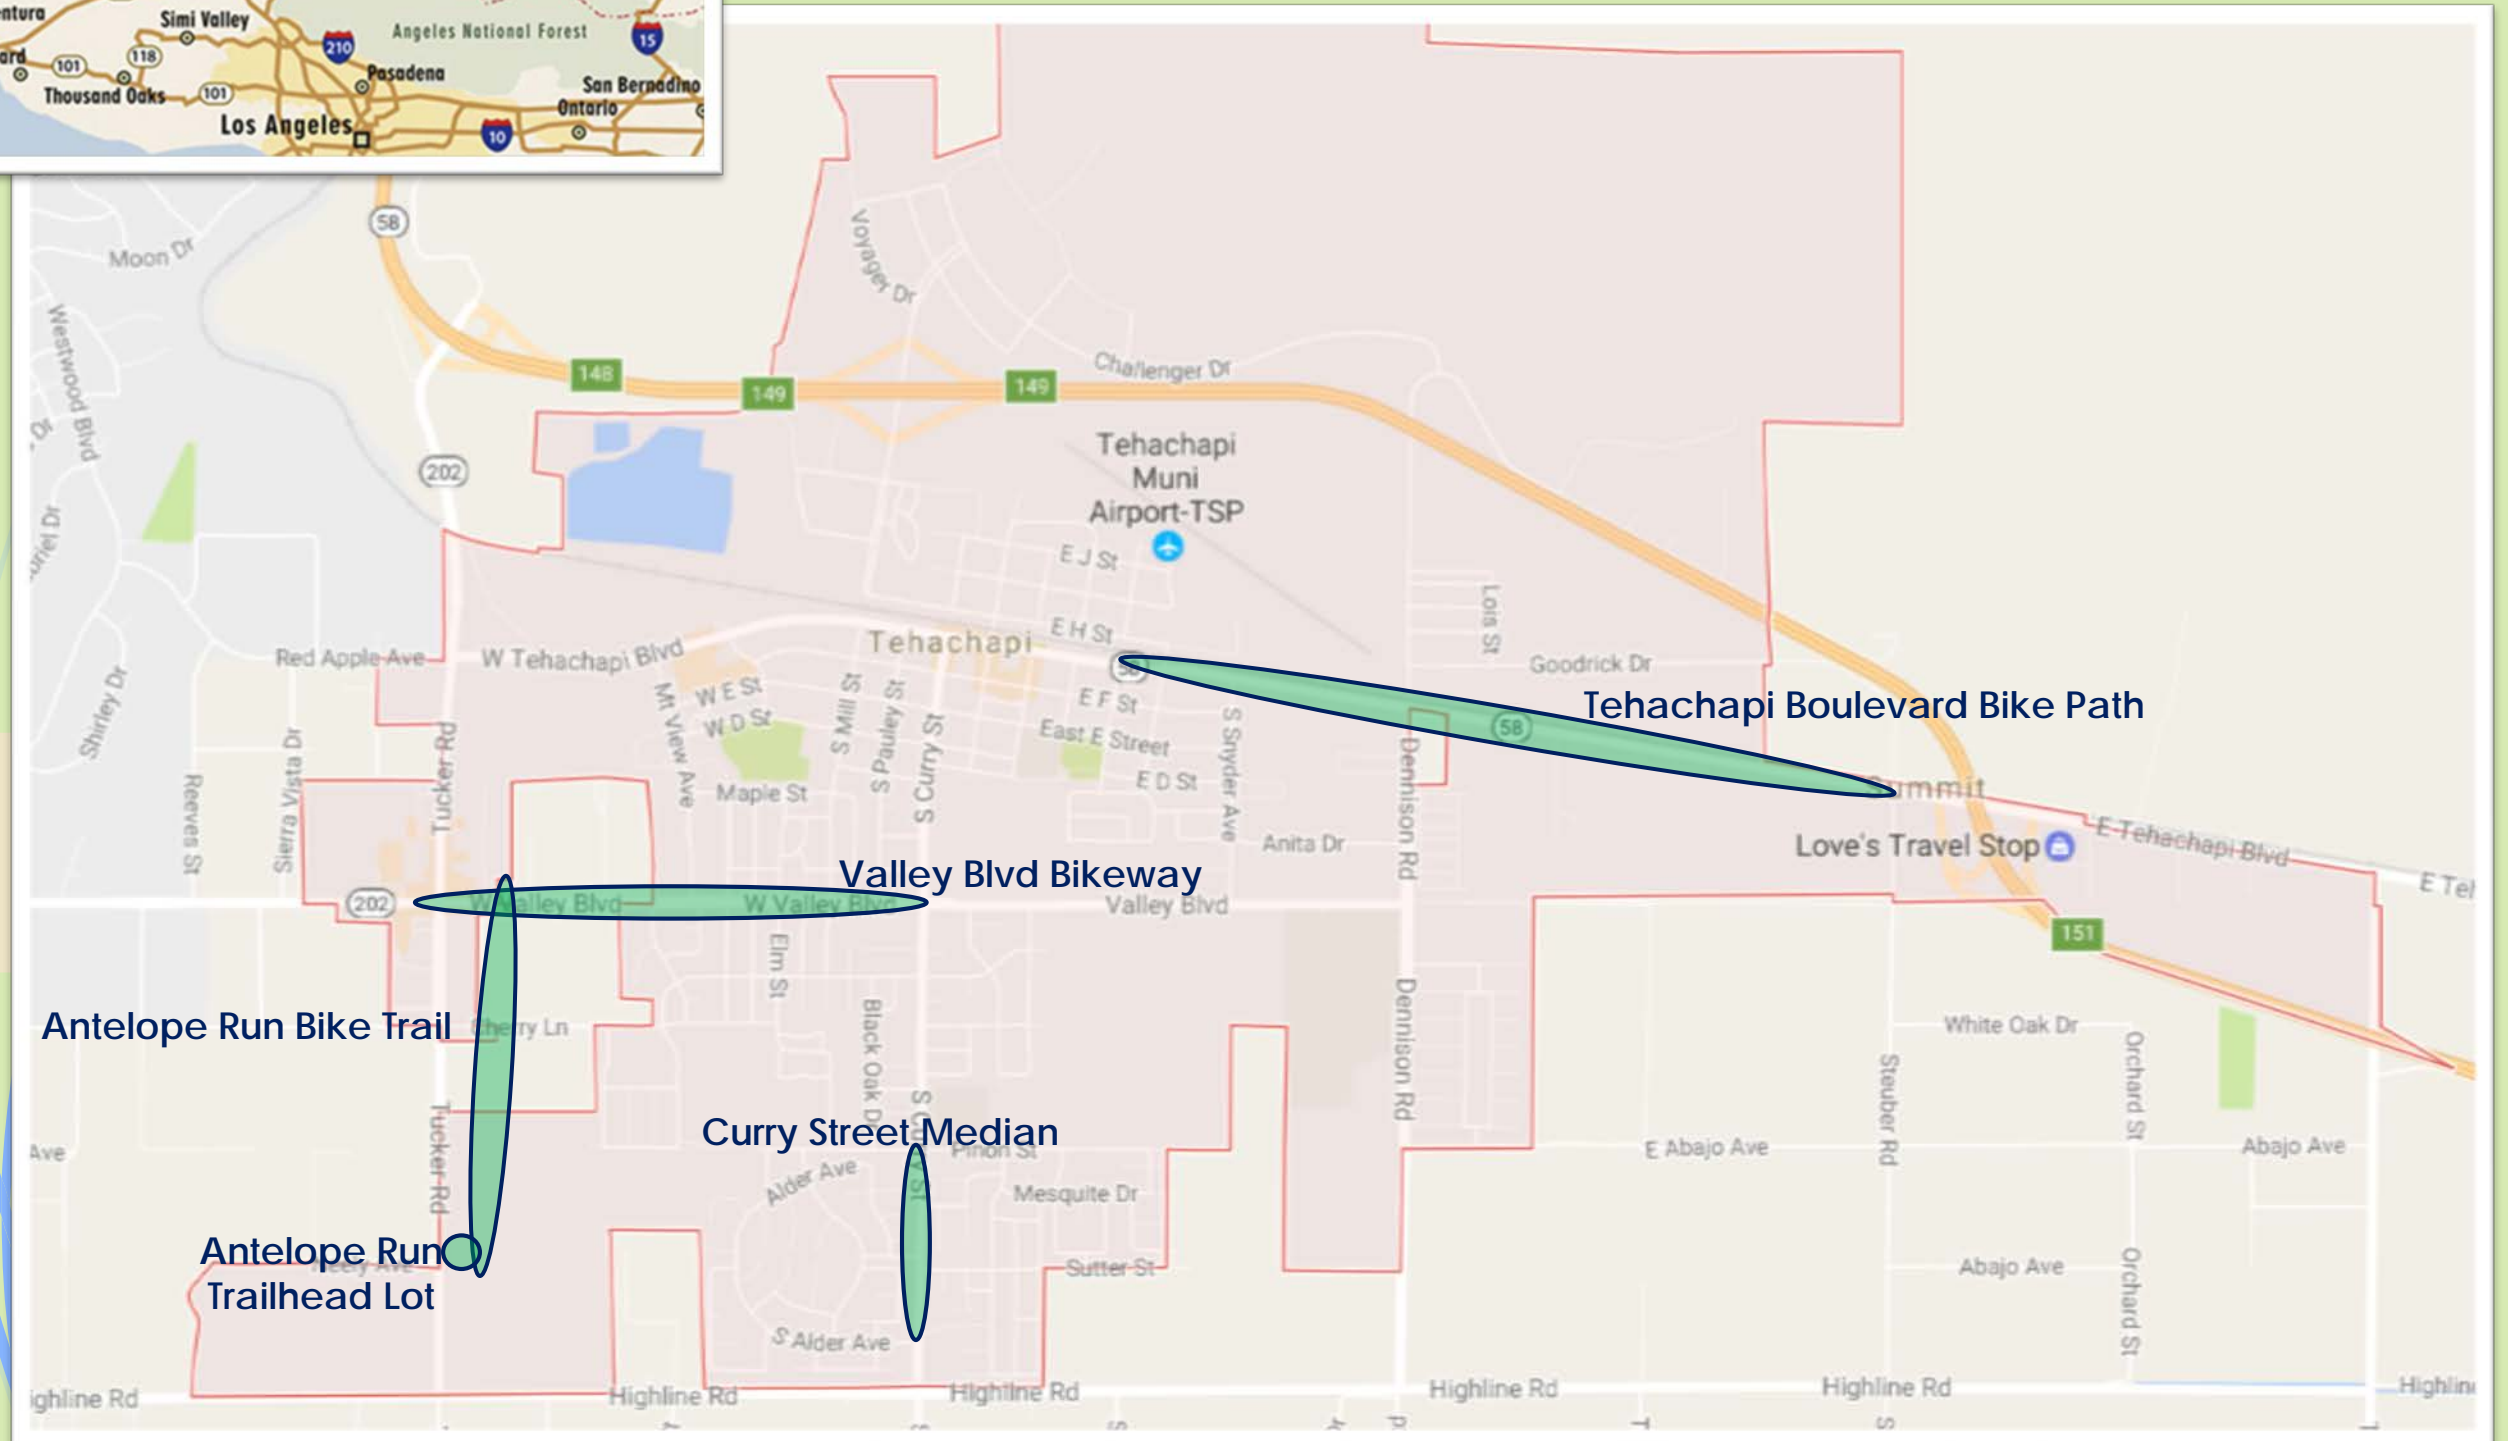 Simi Valley
Angeles National Forest
210
15
101
118
Pasadena
San Bernadino
Thousand Oaks
101
Ontario
Los Angeles
10
58
Moon Dr
Voyager Dr
Westwood Blvd
148
149
149
Challenger Dr
Dr
Tehachapi
Muni
Airport-TSP
202
E J St
Lois St
E H St
Tehachapi
Red Apple Ave
W Tehachapi Blvd
Goodrick Dr
58
W E St
W D St
Mt View Ave
S Mill St
S Pauley St
S Curry St
E F St
East E Street
E D St
S Snyder Ave
Tehachapi Boulevard Bike Path
58
Shirley Dr
Tucker Rd
Sierra Vista Dr
Reeves St
Maple St
Dennison Rd
Summit
Anita Dr
Love's Travel Stop
E Tehachapi Blvd
Valley Blvd Bikeway
202
W Valley Blvd
W Valley Blvd
Valley Blvd
151
Elm St
Antelope Run Bike Trail
Cherry Ln
Black Oak Dr
Dennison Rd
White Oak Dr
Orchard St
Steuber Rd
Tucker Rd
S Curry St
Curry Street Median
Ave
Pinon St
E Abajo Ave
Abajo Ave
Alder Ave
Mesquite Dr
Antelope Run
Trailhead Lot
Sutter St
Abajo Ave
Orchard St
S Alder Ave
Highline Rd
Highline Rd
Highline Rd
Highline Rd